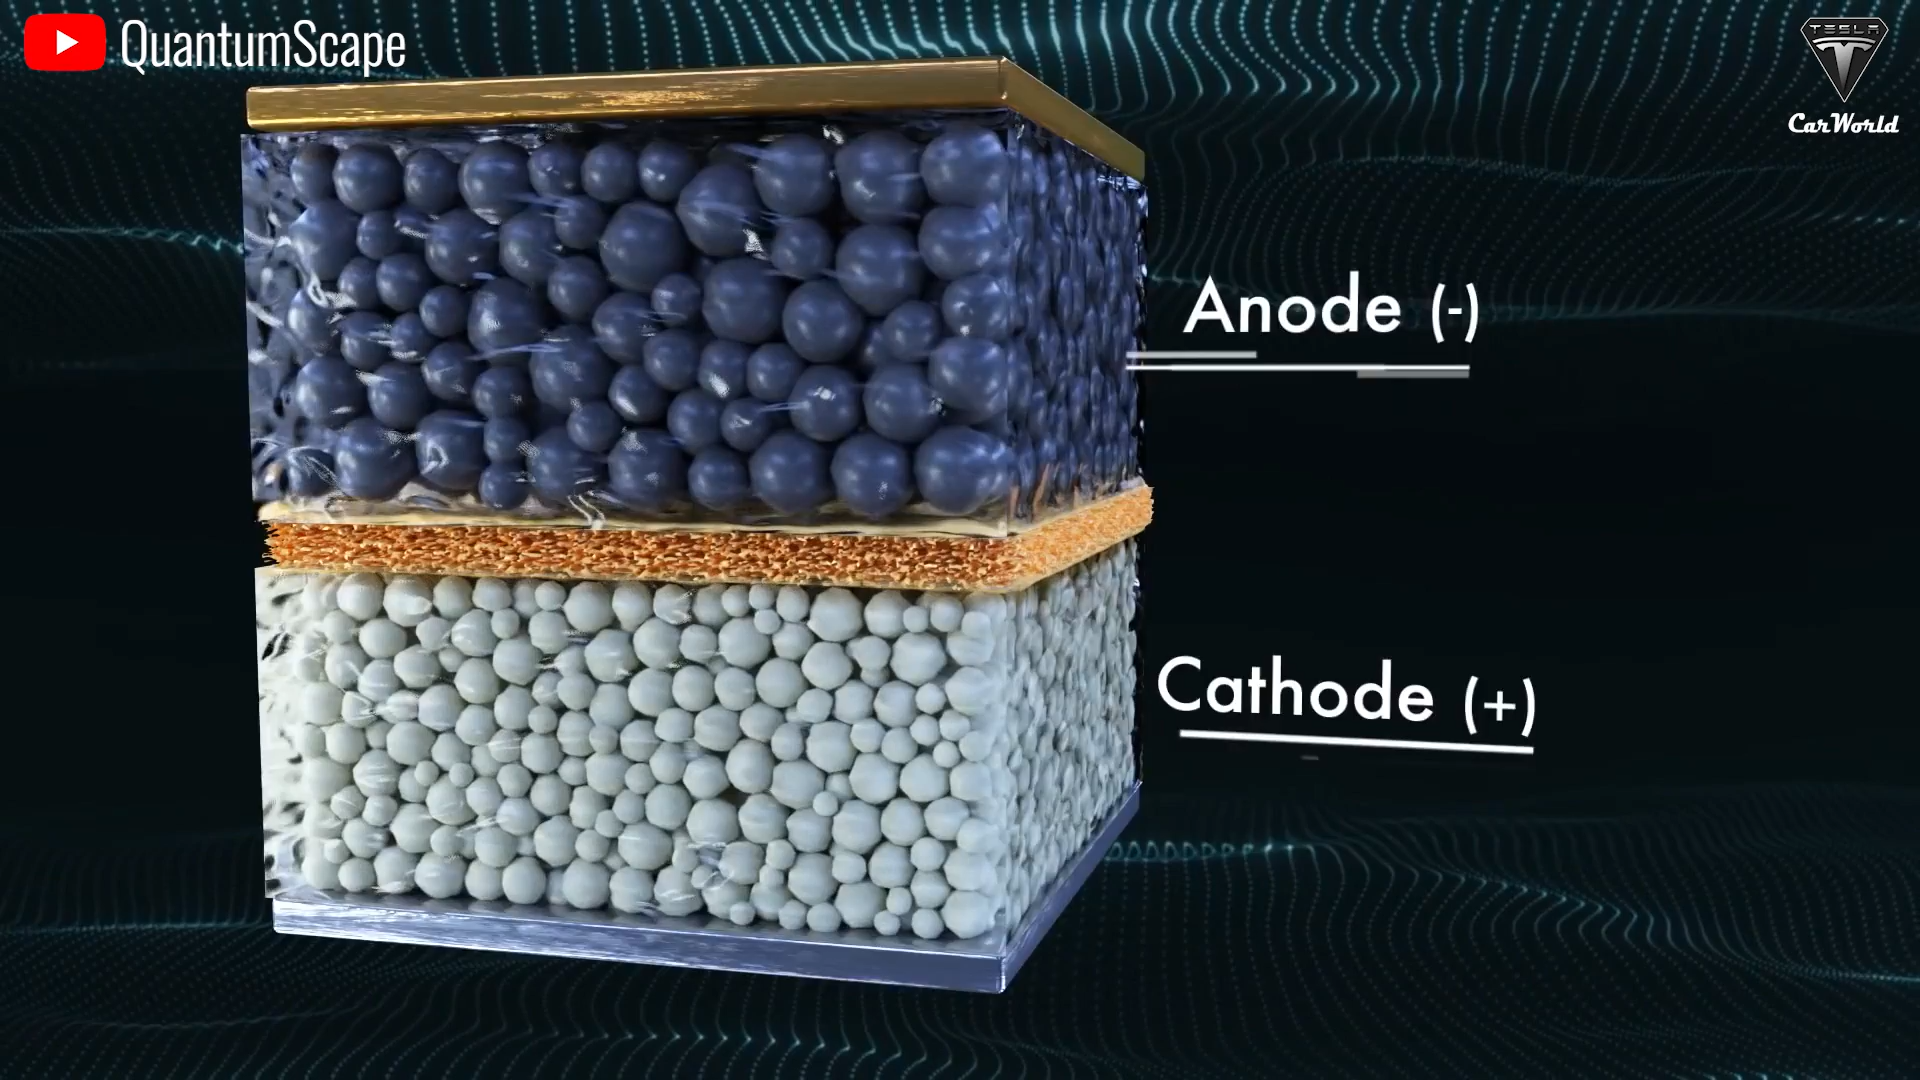 QuantumScape
TESLA
CarWorld
Anode (-)
Cathode (+)